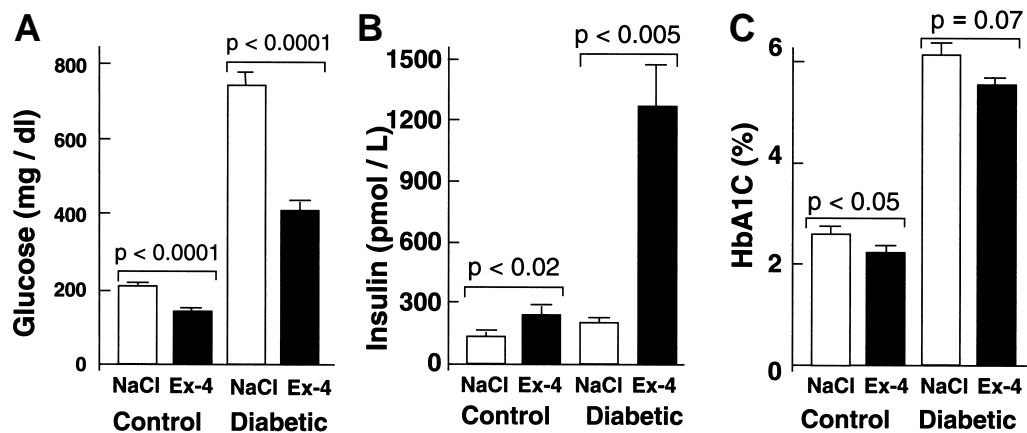 A
Glucose (mg / dl)
800
600
400
200
0
p < 0.0001
p < 0.0001
NaCl Ex-4 NaCl Ex-4
Control Diabetic
B
Insulin (pmol / L)
1500
1200
900
600
300
0
p < 0.005
p < 0.02
NaCl Ex-4 NaCl Ex-4
Control Diabetic
C
HbA1C (%)
6
6
2
0
p = 0.07
p < 0.05
NaCl Ex-4 NaCl Ex-4
Control Diabetic